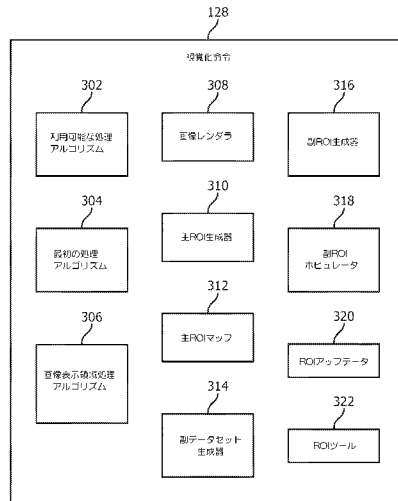 128
視覚化命令
302
利用可能な処理
アルゴリズム
304
最初の処理
アルゴリズム
306
画像表示領域処理
アルゴリズム
308
画像レンダラ
310
主ROI生成器
312
主ROIマップ
314
副データセット
生成器
316
副ROI生成器
318
副ROI
ポピュレータ
320
ROIアップデータ
322
ROIツール